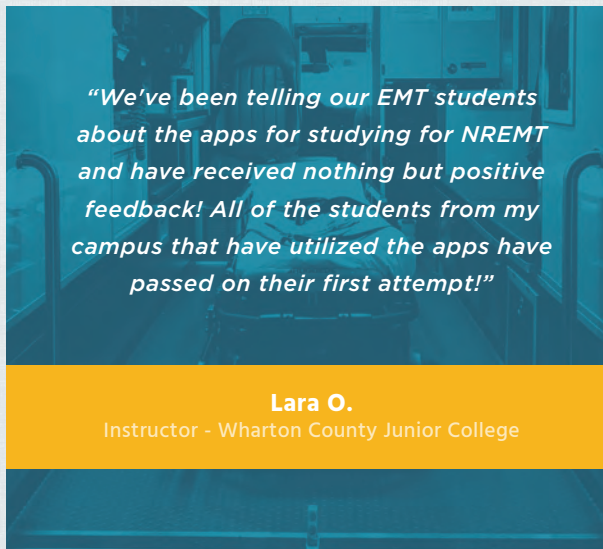 “We've been telling our EMT students
about the apps for studying for NREMT
and have received nothing but positive
feedback! All of the students from my
campus that have utilized the apps have
passed on their first attempt!”
Lara O.
Instructor - Wharton County Junior College